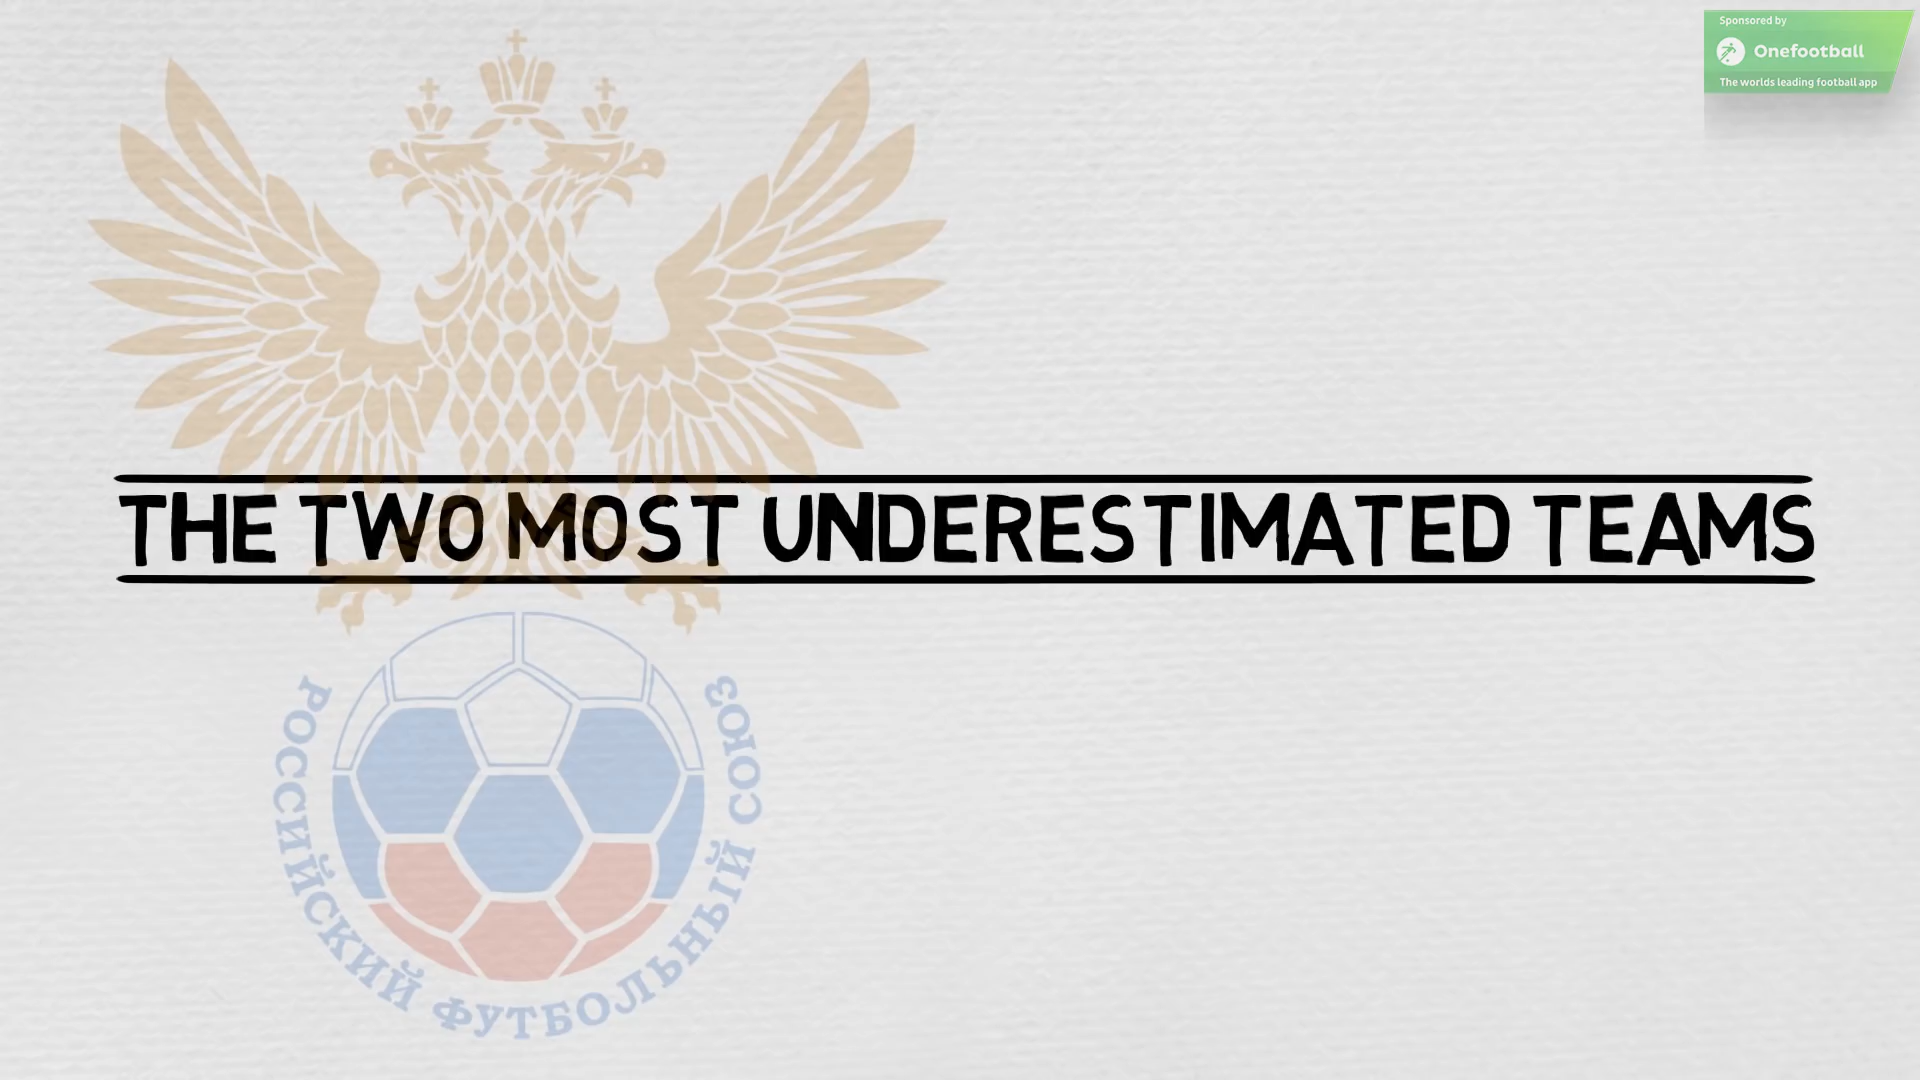 Sponsored by
Onefootball
The worlds leading football app
THE TWO MOST UNDERESTIMATED TEAMS
РОССИЙСКИЙ ФУТБОЛЬНЫЙ СОЮЗ